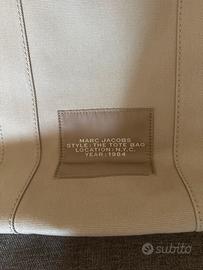 MARC JACOBS
STYLE: THE TOTE BAG
LOCATION: N.Y.C.
YEAR: 1984
subito